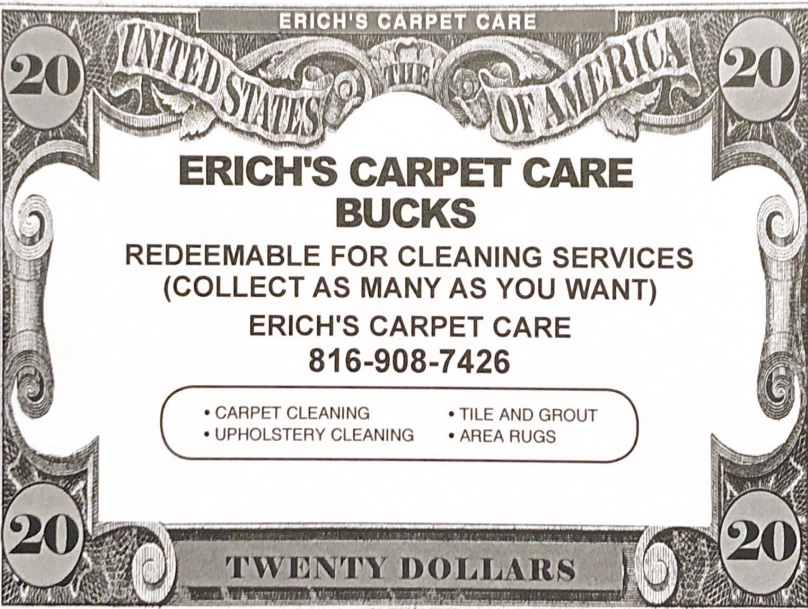 ERICH'S CARPET CARE
20 UNITED STATES THE OF AMERICA 20
ERICH'S CARPET CARE
BUCKS
REDEEMABLE FOR CLEANING SERVICES
(COLLECT AS MANY AS YOU WANT)
ERICH'S CARPET CARE
816-908-7426
• CARPET CLEANING
• UPHOLSTERY CLEANING
• TILE AND GROUT
• AREA RUGS
20 20
TWENTY DOLLARS